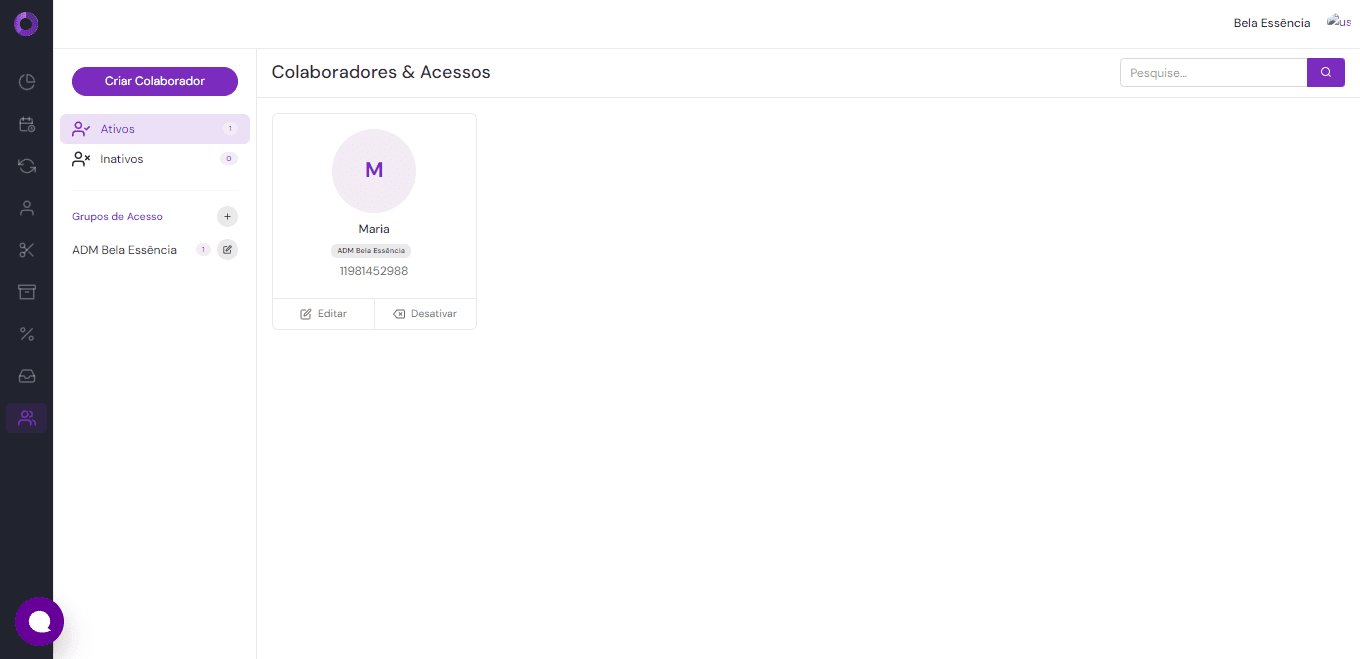 Bela Essência
us
Criar Colaborador
Ativos 1
Inativos 0
Grupos de Acesso +
ADM Bela Essência 1
Colaboradores & Acessos
Pesquise...
M
Maria
ADM Bela Essência
11981452988
Editar
Desativar